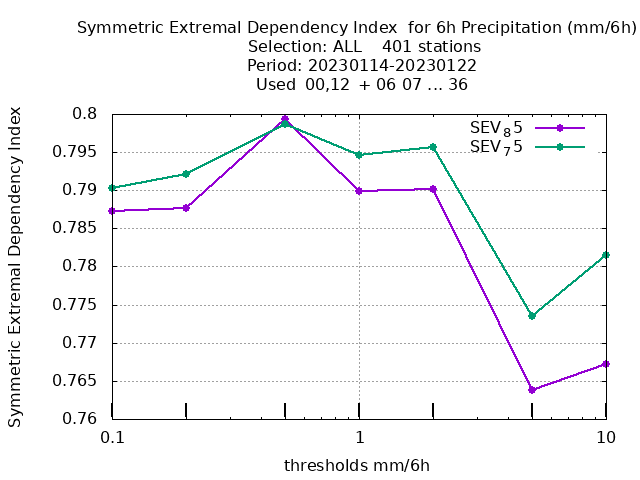 Symmetric Extremal Dependency Index  for 6h Precipitation (mm/6h)
Selection: ALL    401 stations
Period: 20230114-20230122
Used  00,12  + 06 07 ... 36
Symmetric Extremal Dependency Index
0.8
0.795
0.79
0.785
0.78
0.775
0.77
0.765
0.76
SEV₈5
SEV₇5
0.1
1
10
thresholds mm/6h